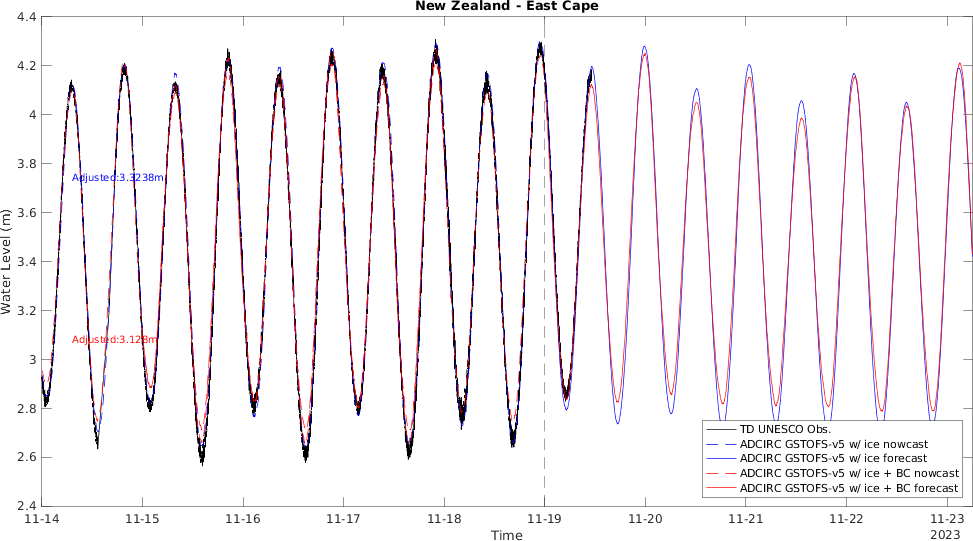 New Zealand - East Cape
4.4
4.2
4
3.8
3.6
3.4
3.2
3
2.8
2.6
2.4
Water Level (m)
Adjusted:3.3238m
Adjusted:3.128m
TD UNESCO Obs.
ADCIRC GSTOFS-v5 w/ ice nowcast
ADCIRC GSTOFS-v5 w/ ice forecast
ADCIRC GSTOFS-v5 w/ ice + BC nowcast
ADCIRC GSTOFS-v5 w/ ice + BC forecast
11-14 11-15 11-16 11-17 11-18 11-19 11-20 11-21 11-22 11-23
Time
2023